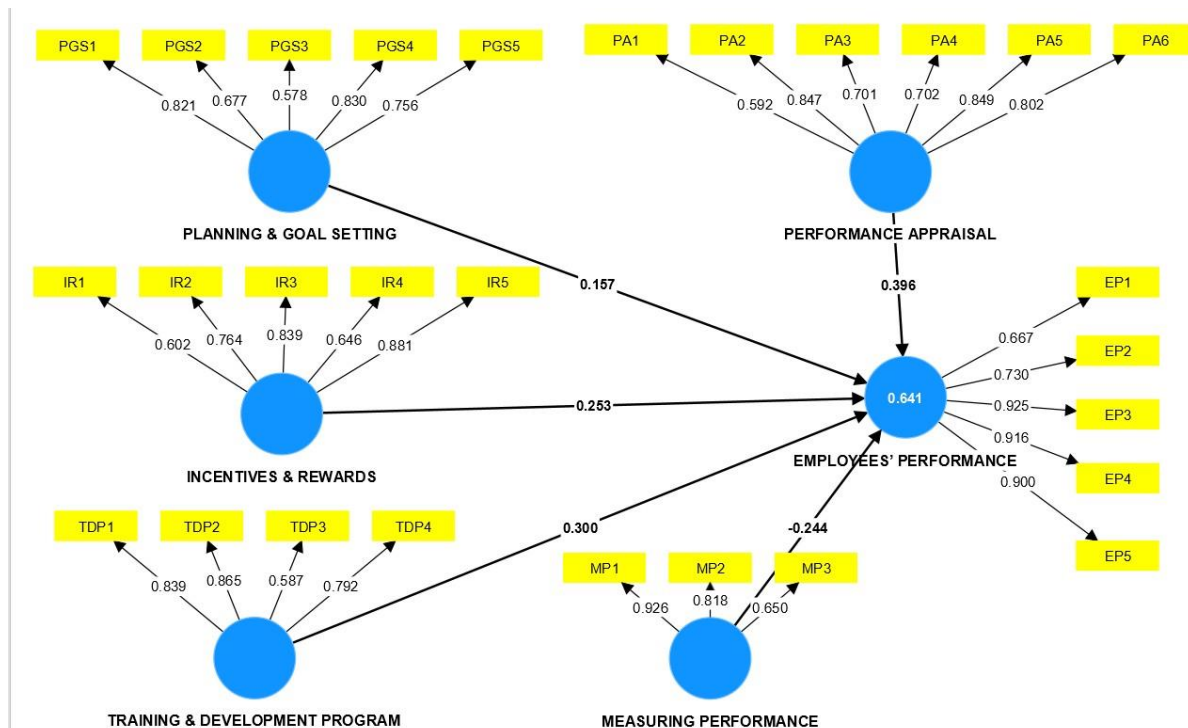 PGS1 PGS2 PGS3 PGS4 PGS5
0.821 0.677 0.578 0.830 0.756
PLANNING & GOAL SETTING
PA1 PA2 PA3 PA4 PA5 PA6
0.592 0.847 0.701 0.702 0.849 0.802
PERFORMANCE APPRAISAL
0.157
0.396
IR1 IR2 IR3 IR4 IR5
0.602 0.764 0.839 0.646 0.881
INCENTIVES & REWARDS
0.253
EP1
0.667
EP2
0.730
EP3
0.925
EP4
0.916
EP5
0.900
0.641
EMPLOYEES’ PERFORMANCE
TDP1 TDP2 TDP3 TDP4
0.839 0.865 0.587 0.792
TRAINING & DEVELOPMENT PROGRAM
0.300
-0.244
MP1 MP2 MP3
0.926 0.818 0.650
MEASURING PERFORMANCE